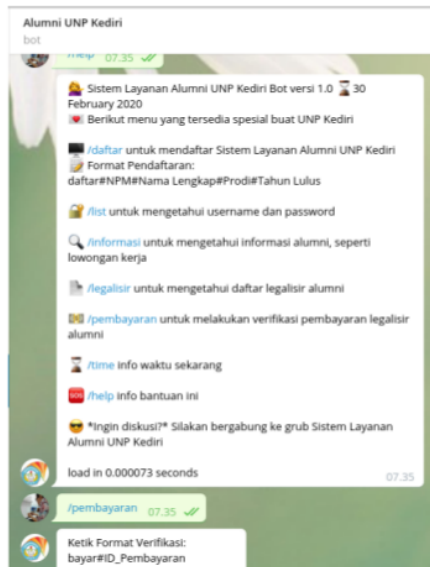 Alumni UNP Kediri
bot
/help 07.35
Sistem Layanan Alumni UNP Kediri Bot versi 1.0 30
February 2020
Berikut menu yang tersedia spesial buat UNP Kediri
/daftar untuk mendaftar Sistem Layanan Alumni UNP Kediri
Format Pendaftaran:
daftar#NPM#Nama Lengkap#Prodi#Tahun Lulus
/list untuk mengetahui username dan password
/informasi untuk mengetahui informasi alumni, seperti
lowongan kerja
/legalisir untuk mengetahui daftar legalisir alumni
/pembayaran untuk melakukan verifikasi pembayaran legalisir
alumni
/time info waktu sekarang
SOS /help info bantuan ini
*Ingin diskusi?* Silakan bergabung ke grub Sistem Layanan
Alumni UNP Kediri
load in 0.000073 seconds 07.35
/pembayaran 07.35
Ketik Format Verifikasi:
bayar#ID_Pembayaran